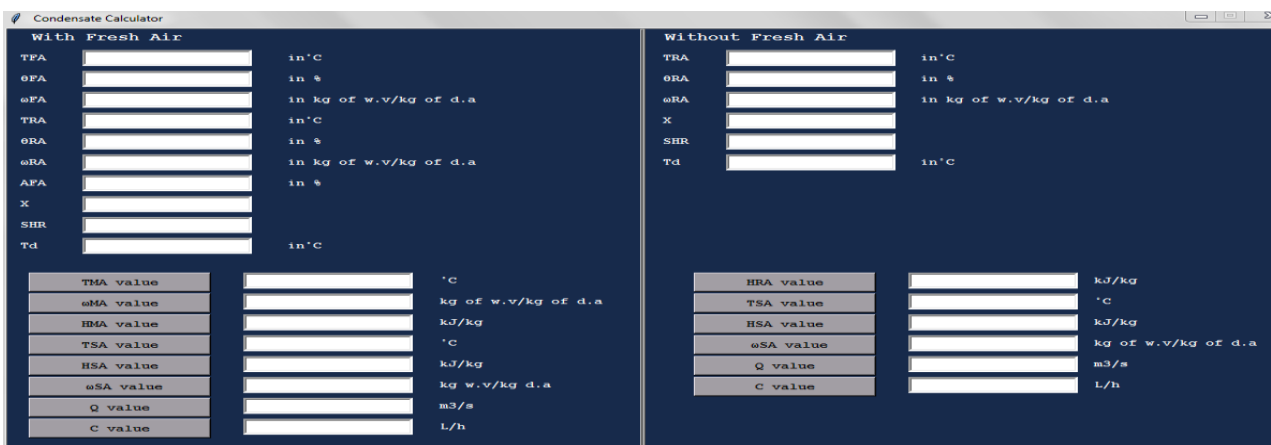 Condensate Calculator
With Fresh Air
TFA in°C
θFA in %
ωFA in kg of w.v/kg of d.a
TRA in°C
θRA in %
ωRA in kg of w.v/kg of d.a
AFA in %
X
SHR
Td in°C
TMA value °C
ωMA value kg of w.v/kg of d.a
HMA value kJ/kg
TSA value °C
HSA value kJ/kg
ωSA value kg w.v/kg d.a
Q value m3/s
C value L/h
Without Fresh Air
TRA in°C
θRA in %
ωRA in kg of w.v/kg of d.a
X
SHR
Td in°C
HRA value kJ/kg
TSA value °C
HSA value kJ/kg
ωSA value kg of w.v/kg of d.a
Q value m3/s
C value L/h